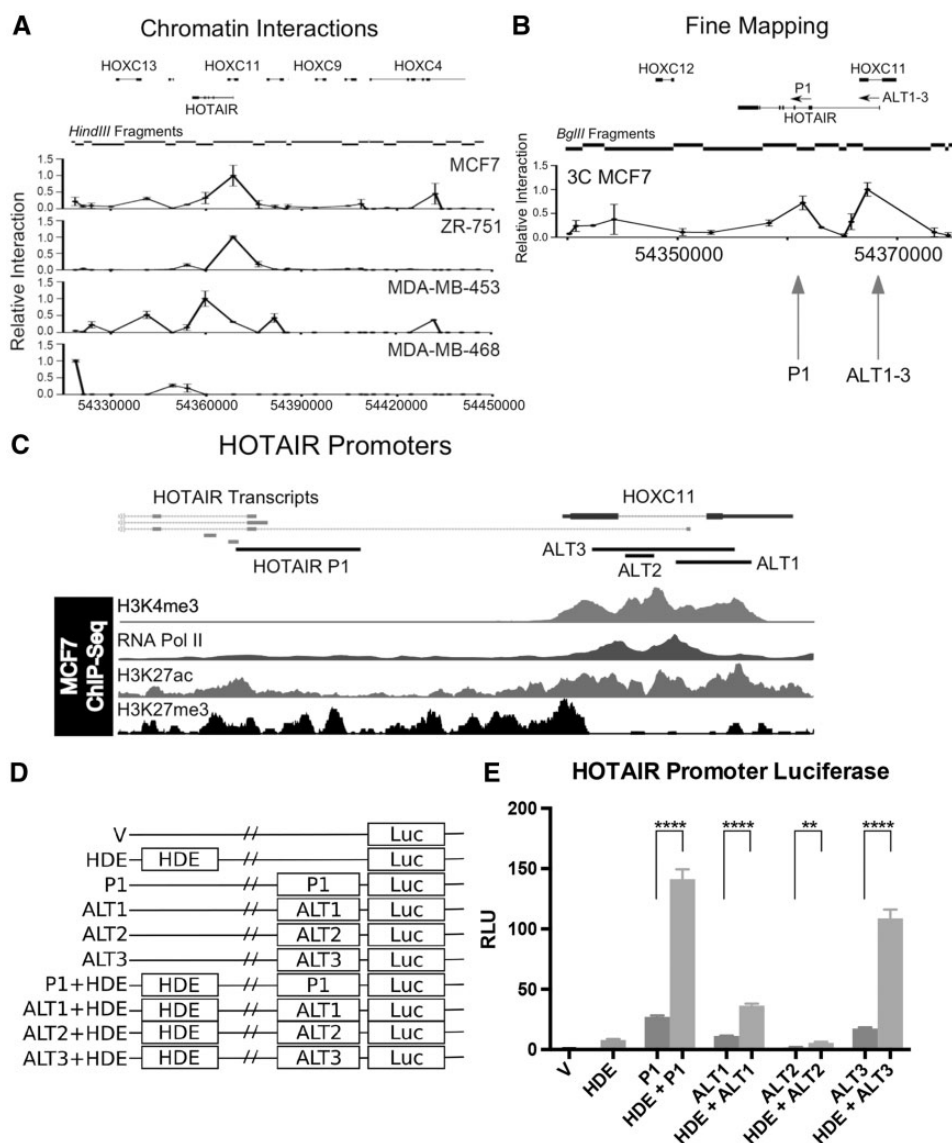 A
Chromatin Interactions
HOXC13 HOXC11 HOXC9 HOXC4
HOTAIR
HindIII Fragments
Relative Interaction
1.5
1.0
0.5
0.0
MCF7
1.5
1.0
0.5
0.0
ZR-751
1.5
1.0
0.5
0.0
MDA-MB-453
1.5
1.0
0.5
0.0
MDA-MB-468
54330000 54360000 54390000 54420000 54450000
B
Fine Mapping
HOXC12 HOXC11
P1
ALT1-3
HOTAIR
BglII Fragments
Relative Interaction
1.5
1.0
0.5
0.0
3C MCF7
54350000 54370000
P1 ALT1-3
C
HOTAIR Promoters
HOTAIR Transcripts HOXC11
HOTAIR P1
ALT3
ALT2
ALT1
MCF7
ChIP-Seq
H3K4me3
RNA Pol II
H3K27ac
H3K27me3
D
V Luc
HDE HDE Luc
P1 P1 Luc
ALT1 ALT1 Luc
ALT2 ALT2 Luc
ALT3 ALT3 Luc
P1+HDE HDE P1 Luc
ALT1+HDE HDE ALT1 Luc
ALT2+HDE HDE ALT2 Luc
ALT3+HDE HDE ALT3 Luc
E
HOTAIR Promoter Luciferase
RLU
200
150
100
50
0
**** **** ** ****
V
HDE
P1
HDE + P1
ALT1
HDE + ALT1
ALT2
HDE + ALT2
ALT3
HDE + ALT3